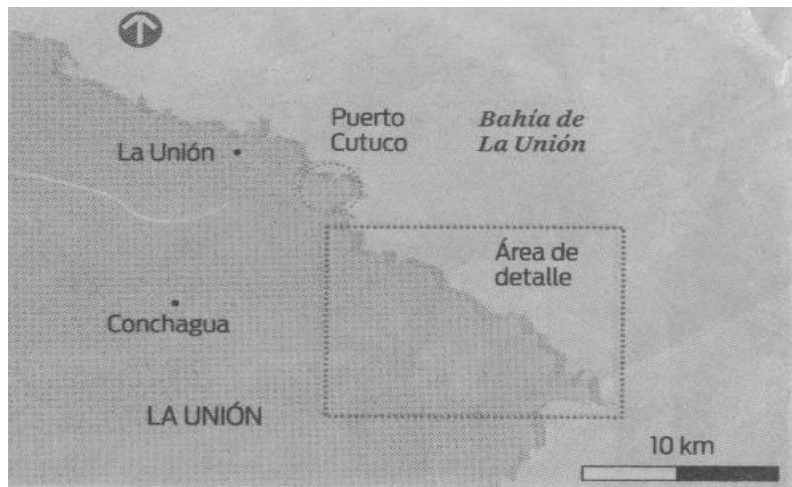 Puerto
Cutuco
Bahía de
La Unión
La Unión
Área de
detalle
Conchagua
LA UNIÓN
10 km